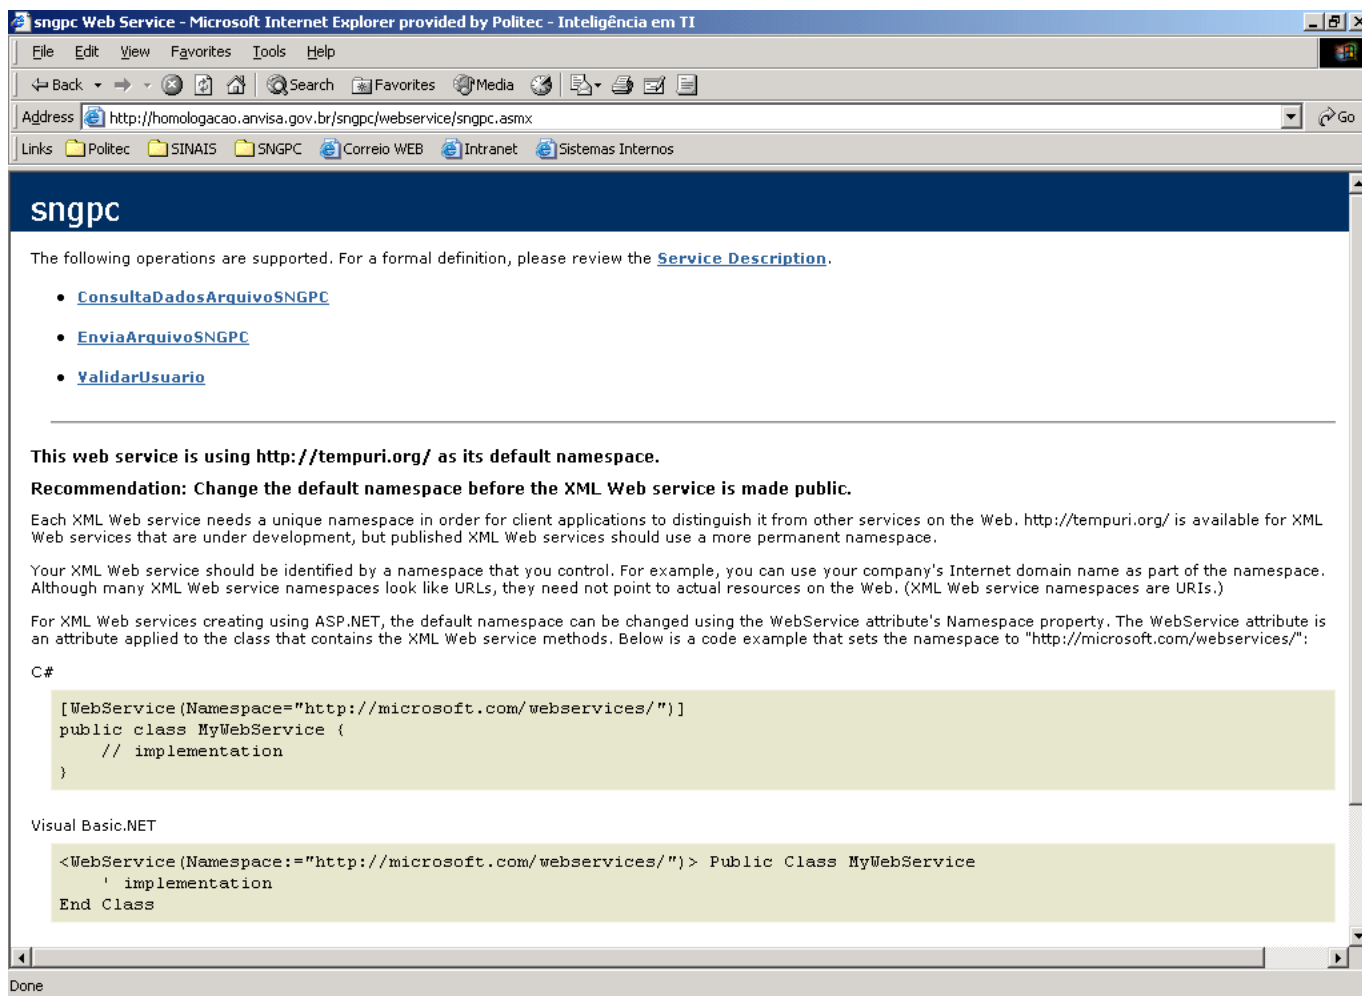 sngpc Web Service - Microsoft Internet Explorer provided by Politec - Inteligência em TI
File Edit View Favorites Tools Help
Back Search Favorites Media
Address http://homologacao.anvisa.gov.br/sngpc/webservice/sngpc.asmx Go
Links Politec SINAIS SNGPC Correio WEB Intranet Sistemas Internos
sngpc
The following operations are supported. For a formal definition, please review the Service Description.
• ConsultaDadosArquivoSNGPC
• EnviaArquivoSNGPC
• ValidarUsuario
This web service is using http://tempuri.org/ as its default namespace.
Recommendation: Change the default namespace before the XML Web service is made public.
Each XML Web service needs a unique namespace in order for client applications to distinguish it from other services on the Web. http://tempuri.org/ is available for XML
Web services that are under development, but published XML Web services should use a more permanent namespace.
Your XML Web service should be identified by a namespace that you control. For example, you can use your company's Internet domain name as part of the namespace.
Although many XML Web service namespaces look like URLs, they need not point to actual resources on the Web. (XML Web service namespaces are URIs.)
For XML Web services creating using ASP.NET, the default namespace can be changed using the WebService attribute's Namespace property. The WebService attribute is
an attribute applied to the class that contains the XML Web service methods. Below is a code example that sets the namespace to "http://microsoft.com/webservices/":
C#
[WebService(Namespace="http://microsoft.com/webservices/")]
public class MyWebService {
// implementation
}
Visual Basic.NET
<WebService(Namespace:="http://microsoft.com/webservices/")> Public Class MyWebService
' implementation
End Class
Done